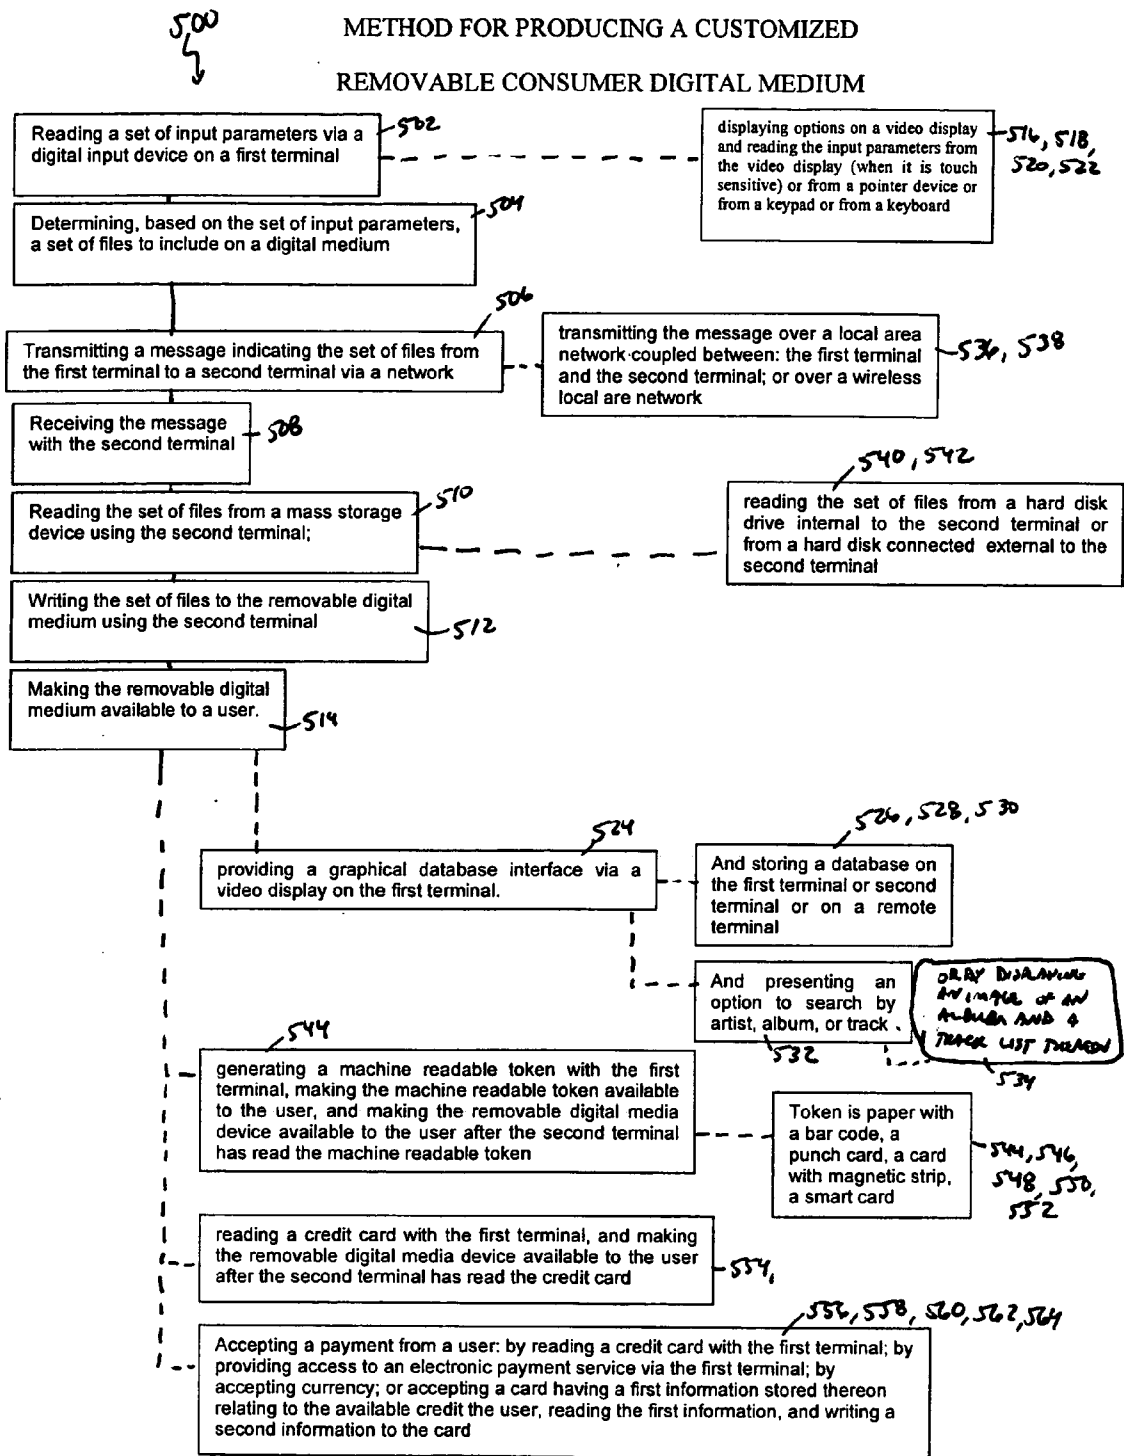 500
METHOD FOR PRODUCING A CUSTOMIZED
REMOVABLE CONSUMER DIGITAL MEDIUM
Reading a set of input parameters via a
digital input device on a first terminal
502
displaying options on a video display
and reading the input parameters from
the video display (when it is touch
sensitive) or from a pointer device or
from a keypad or from a keyboard
516, 518,
520, 522
Determining, based on the set of input parameters,
a set of files to include on a digital medium
504
506
Transmitting a message indicating the set of files from
the first terminal to a second terminal via a network
transmitting the message over a local area
network coupled between: the first terminal
and the second terminal; or over a wireless
local are network
536, 538
Receiving the message
with the second terminal
508
540, 542
Reading the set of files from a mass storage
device using the second terminal;
510
reading the set of files from a hard disk
drive internal to the second terminal or
from a hard disk connected external to the
second terminal
Writing the set of files to the removable digital
medium using the second terminal
512
Making the removable digital
medium available to a user.
514
524
providing a graphical database interface via a
video display on the first terminal.
526, 528, 530
And storing a database on
the first terminal or second
terminal or on a remote
terminal
And presenting an
option to search by
artist, album, or track .
532
DISPLAYING
AN IMAGE OF AN
ALBUM AND A
TRACK LIST THEREON
534
544
generating a machine readable token with the first
terminal, making the machine readable token available
to the user, and making the removable digital media
device available to the user after the second terminal
has read the machine readable token
Token is paper with
a bar code, a
punch card, a card
with magnetic strip,
a smart card
544, 546,
548, 550,
552
reading a credit card with the first terminal, and making
the removable digital media device available to the user
after the second terminal has read the credit card
554,
556, 558, 560, 562, 564
Accepting a payment from a user: by reading a credit card with the first terminal; by
providing access to an electronic payment service via the first terminal; by
accepting currency; or accepting a card having a first information stored thereon
relating to the available credit the user, reading the first information, and writing a
second information to the card